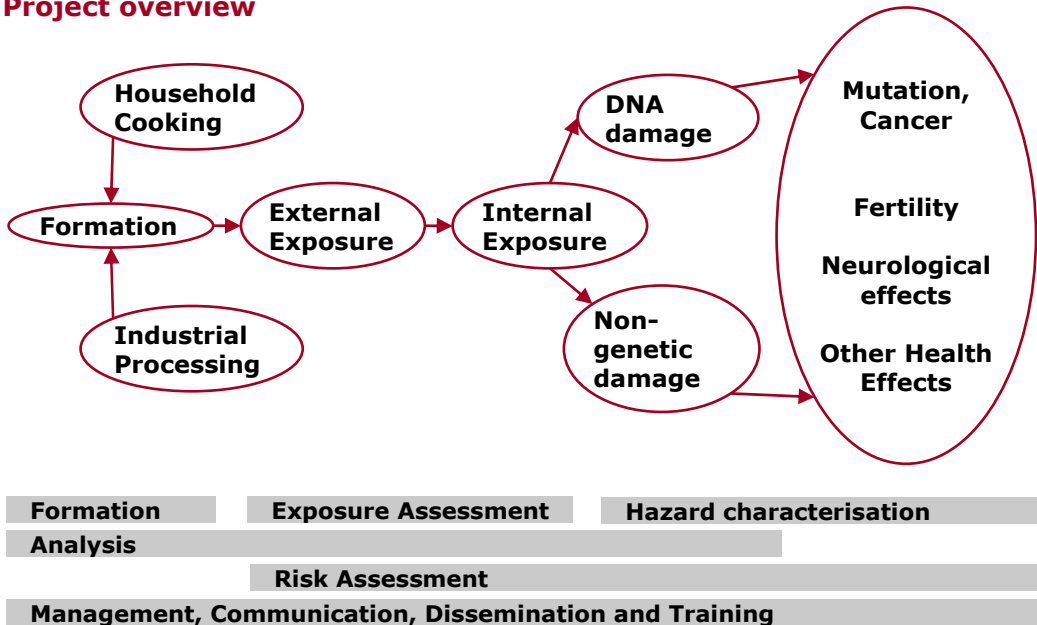 Project overview
Household
Cooking
Formation
Industrial
Processing
External
Exposure
Internal
Exposure
DNA
damage
Non-
genetic
damage
Mutation,
Cancer
Fertility
Neurological
effects
Other Health
Effects
Formation
Exposure Assessment
Hazard characterisation
Analysis
Risk Assessment
Management, Communication, Dissemination and Training